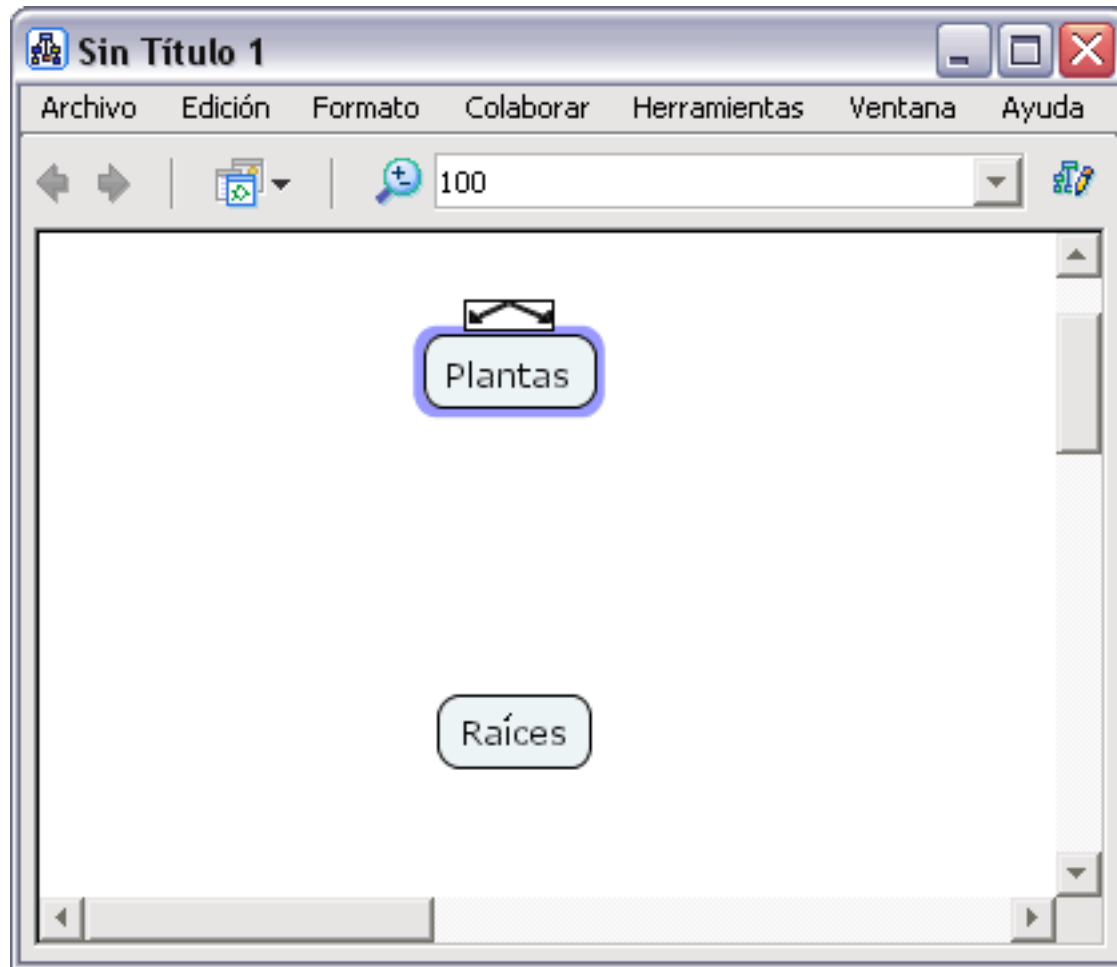 Sin Título 1
Archivo Edición Formato Colaborar Herramientas Ventana Ayuda
100
Plantas
Raíces